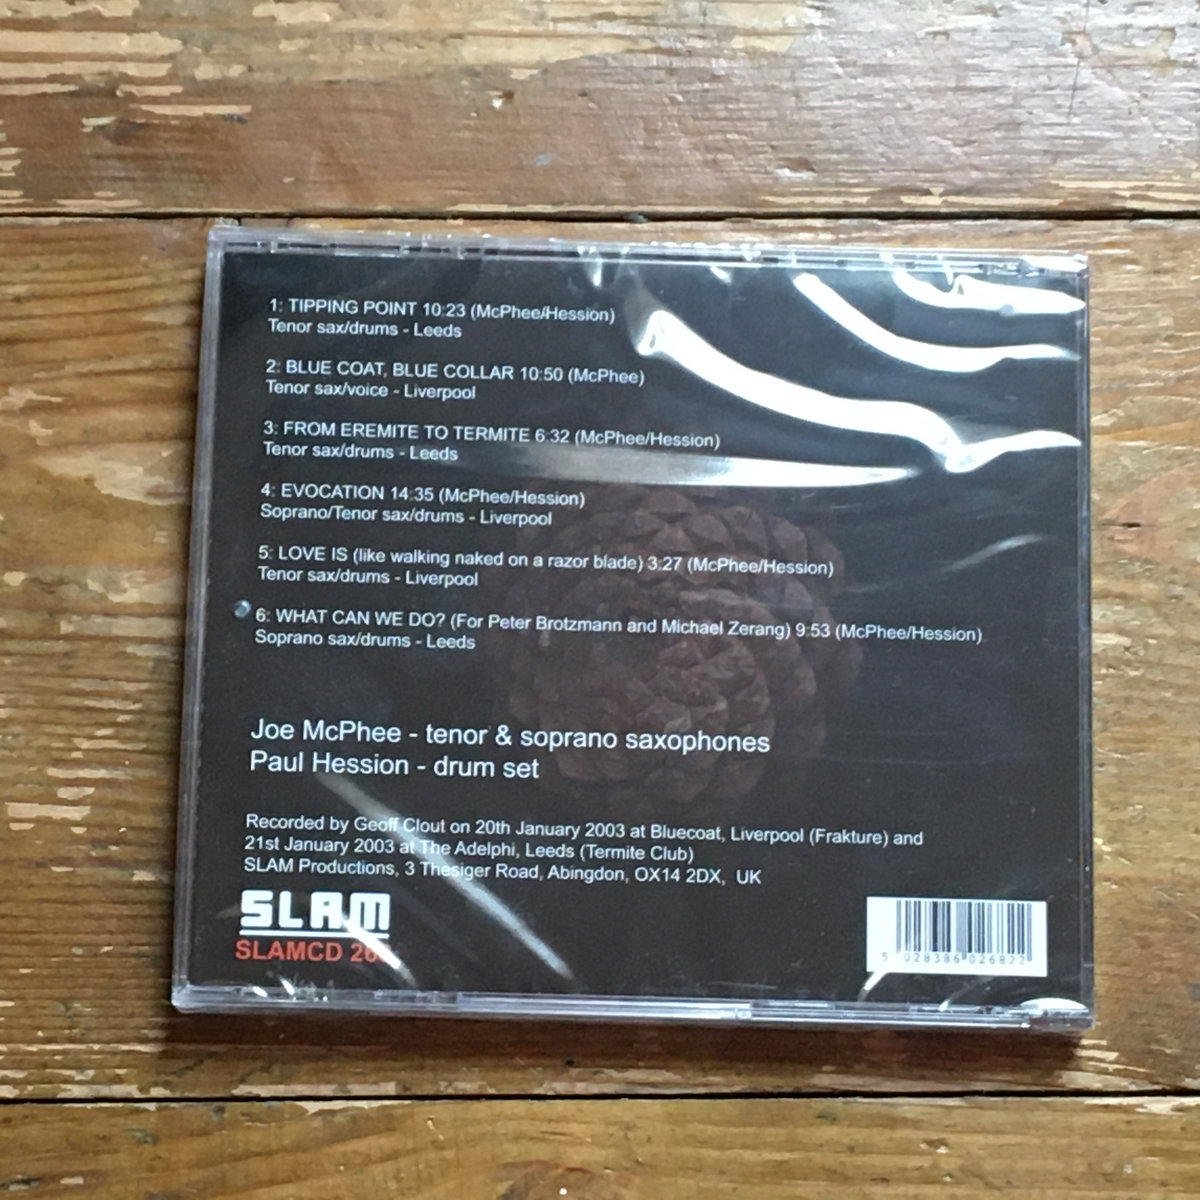 1: TIPPING POINT 10:23 (McPhee/Hession)
Tenor sax/drums - Leeds
2: BLUE COAT, BLUE COLLAR 10:50 (McPhee)
Tenor sax/voice - Liverpool
3: FROM EREMITE TO TERMITE 6:32 (McPhee/Hession)
Tenor sax/drums - Leeds
4: EVOCATION 14:35 (McPhee/Hession)
Soprano/Tenor sax/drums - Liverpool
5: LOVE IS (like walking naked on a razor blade) 3:27 (McPhee/Hession)
Tenor sax/drums - Liverpool
6: WHAT CAN WE DO? (For Peter Brotzmann and Michael Zerang) 9:53 (McPhee/Hession)
Soprano sax/drums - Leeds
Joe McPhee - tenor & soprano saxophones
Paul Hession - drum set
Recorded by Geoff Clout on 20th January 2003 at Bluecoat, Liverpool (Frakture) and
21st January 2003 at The Adelphi, Leeds (Termite Club)
SLAM Productions, 3 Thesiger Road, Abingdon, OX14 2DX, UK
SLAM
SLAMCD
5 028386 026822